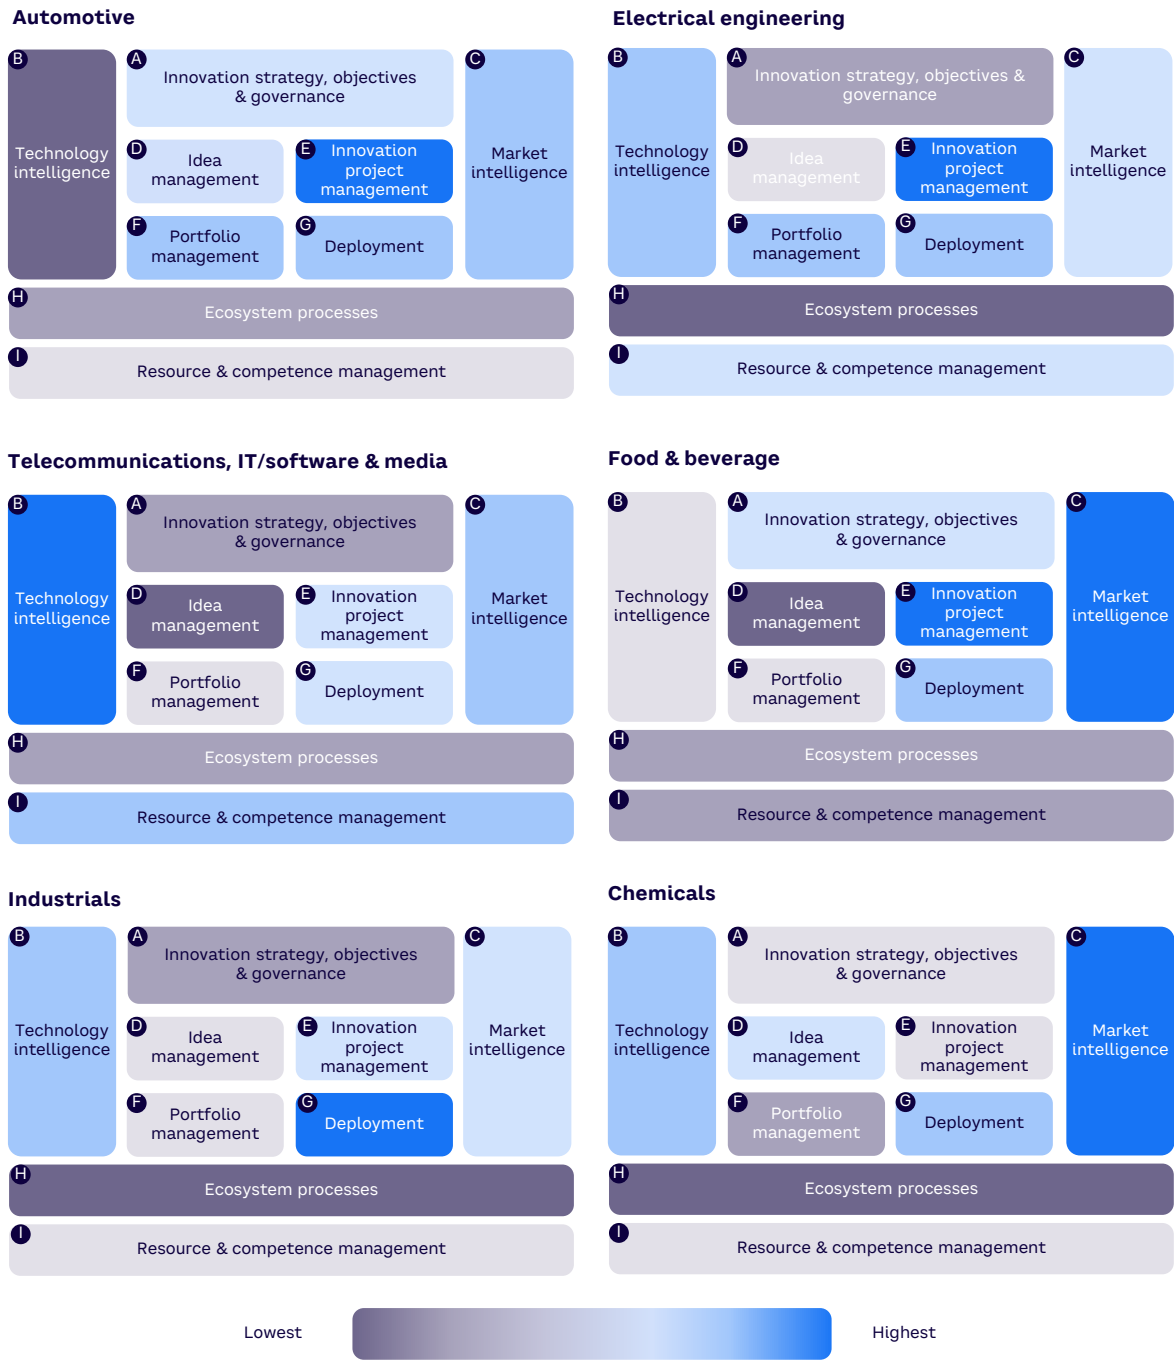 Automotive
B
A
Innovation strategy, objectives
& governance
C
Technology
intelligence
D
Idea
management
E
Innovation
project
management
Market
intelligence
F
Portfolio
management
G
Deployment
H
Ecosystem processes
I
Resource & competence management
Electrical engineering
B
A
Innovation strategy, objectives &
governance
C
Technology
intelligence
D
Idea
management
E
Innovation
project
management
Market
intelligence
F
Portfolio
management
G
Deployment
H
Ecosystem processes
I
Resource & competence management
Telecommunications, IT/software & media
B
A
Innovation strategy, objectives
& governance
C
Technology
intelligence
D
Idea
management
E
Innovation
project
management
Market
intelligence
F
Portfolio
management
G
Deployment
H
Ecosystem processes
I
Resource & competence management
Food & beverage
B
A
Innovation strategy, objectives
& governance
C
Technology
intelligence
D
Idea
management
E
Innovation
project
management
Market
intelligence
F
Portfolio
management
G
Deployment
H
Ecosystem processes
I
Resource & competence management
Industrials
B
A
Innovation strategy, objectives
& governance
C
Technology
intelligence
D
Idea
management
E
Innovation
project
management
Market
intelligence
F
Portfolio
management
G
Deployment
H
Ecosystem processes
I
Resource & competence management
Chemicals
B
A
Innovation strategy, objectives
& governance
C
Technology
intelligence
D
Idea
management
E
Innovation
project
management
Market
intelligence
F
Portfolio
management
G
Deployment
H
Ecosystem processes
I
Resource & competence management
Lowest
Highest